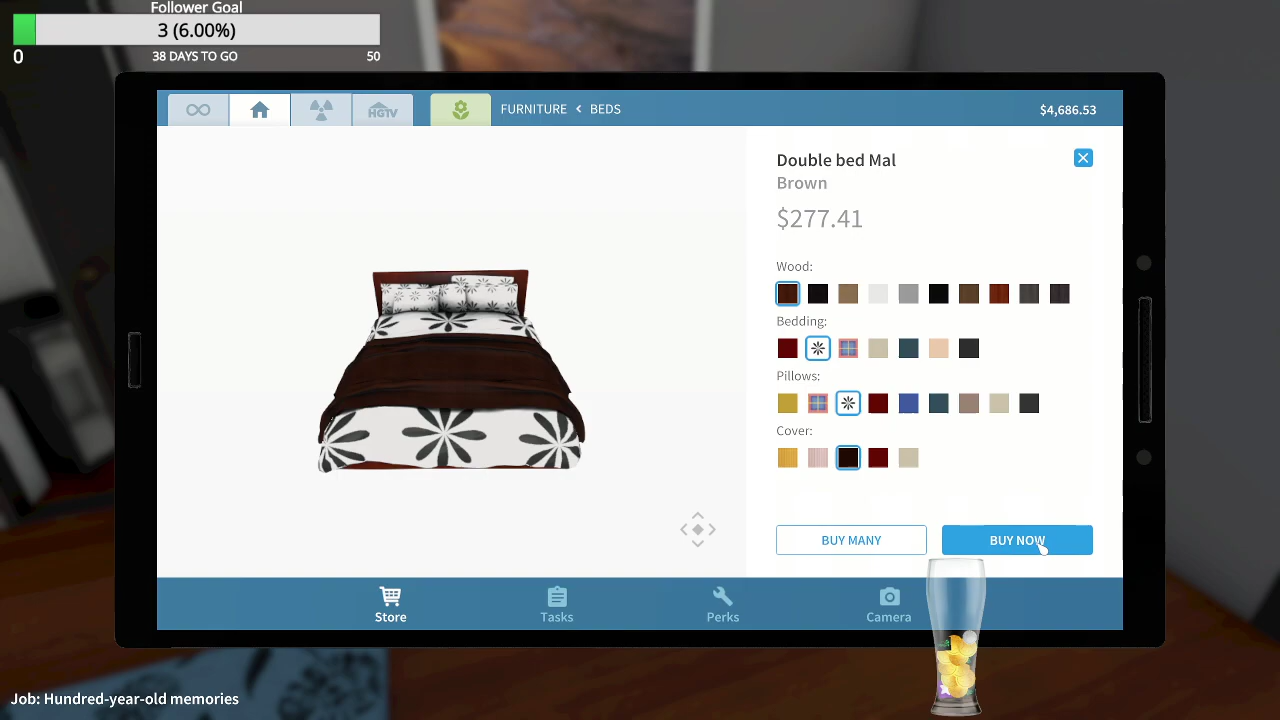 Follower Goal
3 (6.00%)
0
38 DAYS TO GO
50
HGTV
FURNITURE < BEDS
$4,686.53
Double bed Mal
Brown
$277.41
Wood:
Bedding:
Pillows:
Cover:
BUY MANY
BUY NOW
Store
Tasks
Perks
Camera
Job: Hundred-year-old memories